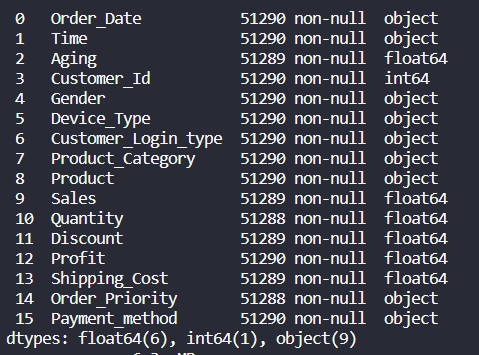 0 Order_Date 51290 non-null object
1 Time 51290 non-null object
2 Aging 51289 non-null float64
3 Customer_Id 51290 non-null int64
4 Gender 51290 non-null object
5 Device_Type 51290 non-null object
6 Customer_Login_type 51290 non-null object
7 Product_Category 51290 non-null object
8 Product 51290 non-null object
9 Sales 51289 non-null float64
10 Quantity 51288 non-null float64
11 Discount 51289 non-null float64
12 Profit 51290 non-null float64
13 Shipping_Cost 51289 non-null float64
14 Order_Priority 51288 non-null object
15 Payment_method 51290 non-null object
dtypes: float64(6), int64(1), object(9)